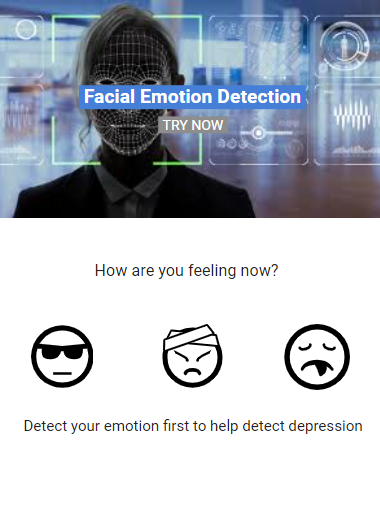 Facial Emotion Detection
TRY NOW
How are you feeling now?
Detect your emotion first to help detect depression